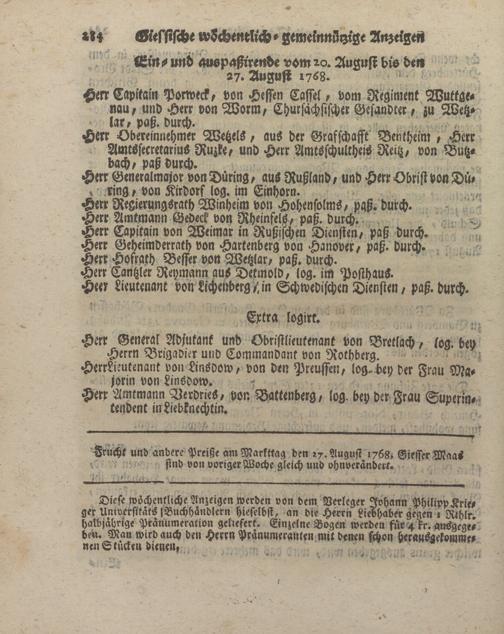 284 Giessische wöchentlich-gemeinnützige Anzeigen
Ein- und auspaßirende vom 20. August bis den
27. August 1768.
Herr Capitain Porweck, von Hessen Cassel, vom Regiment Wuttge-
nau, und Herr von Worm, Chursächsischer Gesandter, zu Wetz-
lar, paß. durch.
Herr Obereinnehmer Wetzels, aus der Grafschafft Bentheim, Herr
Amtssecretarius Ruzke, und Herr Amtsschultheis Reitz, von Butz-
bach, paß. durch.
Herr Generalmajor von Düring, aus Rußland, und Herr Obrist von Dü-
ring, von Kirdorf log. im Einhorn.
Herr Regierungsrath Winheim von Hohensolms, paß. durch.
Herr Amtmann Gedeck von Rheinfels, paß. durch.
Herr Capitain von Weimar in Rußischen Diensten, paß. durch.
Herr Geheimderrath von Hartenberg von Hanover, paß. durch.
Herr Hofrath Besser von Wetzlar, paß. durch.
Herr Cantzler Reymann aus Detmold, log. im Posthaus.
Herr Lieutenant von Lichenberg, in Schwedischen Diensten, paß. durch.
Extra logirt.
Herr General Adjutant und Obristlieutenant von Bretlach, log. bey
Herrn Brigadier und Commandant von Rothberg.
Herr Lieutenant von Linsdow, von den Preussen, log. bey der Frau Ma-
jorin von Linsdow.
Herr Amtmann Verdries, von Battenberg, log. bey der Frau Superin-
tendent in Liebknechtin.
Frucht und andere Preiße am Markttag den 27. August 1768, Giesser Maas
sind von voriger Woche gleich und ohnverändert.
Diese wöchentliche Anzeigen werden von dem Verleger Johann Philipp Krie-
ger Universitäts Buchhändlern hieselbst, an die Herrn Liebhaber gegen 1 Rthlr.
halbjährige Pränumeration geliefert. Einzelne Bogen werden für 4 kr. ausgege-
ben. Man wird auch den Herrn Pränumeranten mit denen schon herausgekomme-
nen Stücken dienen,